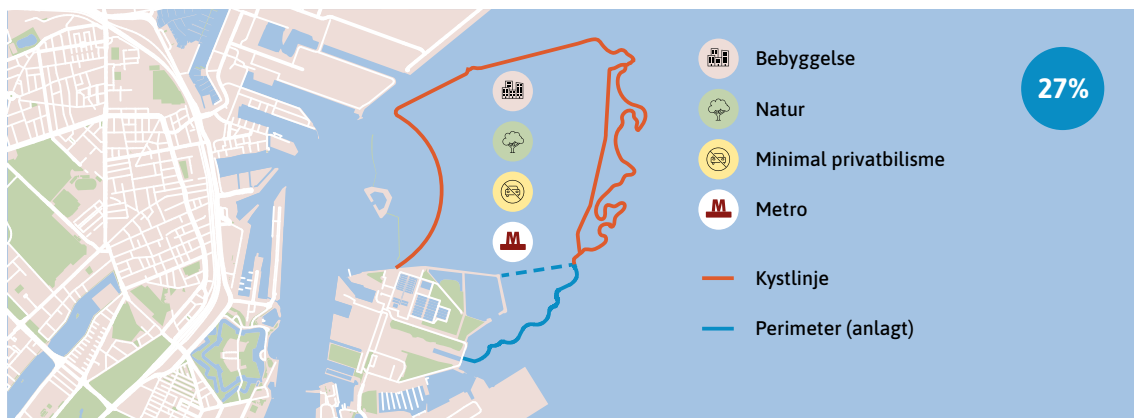 Bebyggelse
27%
Natur
Minimal privatbilisme
M
M
Metro
Kystlinje
Perimeter (anlagt)